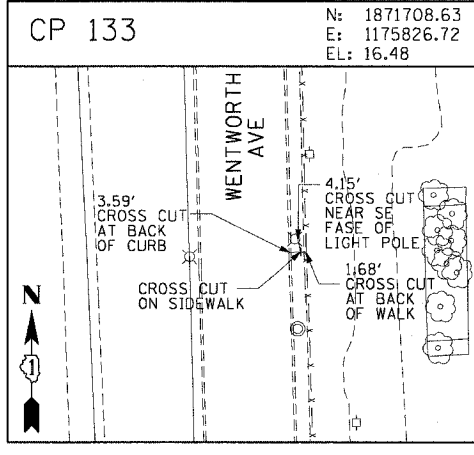 CP 133
N: 1871708.63
E: 1175826.72
EL: 16.48
WENTWORTH
AVE
3.59'
CROSS CUT
AT BACK
OF CURB
4.15'
CROSS CUT
NEAR SE
FASE OF
LIGHT POLE
CROSS CUT
ON SIDEWALK
1.68'
CROSS CUT
AT BACK
OF WALK
N
1